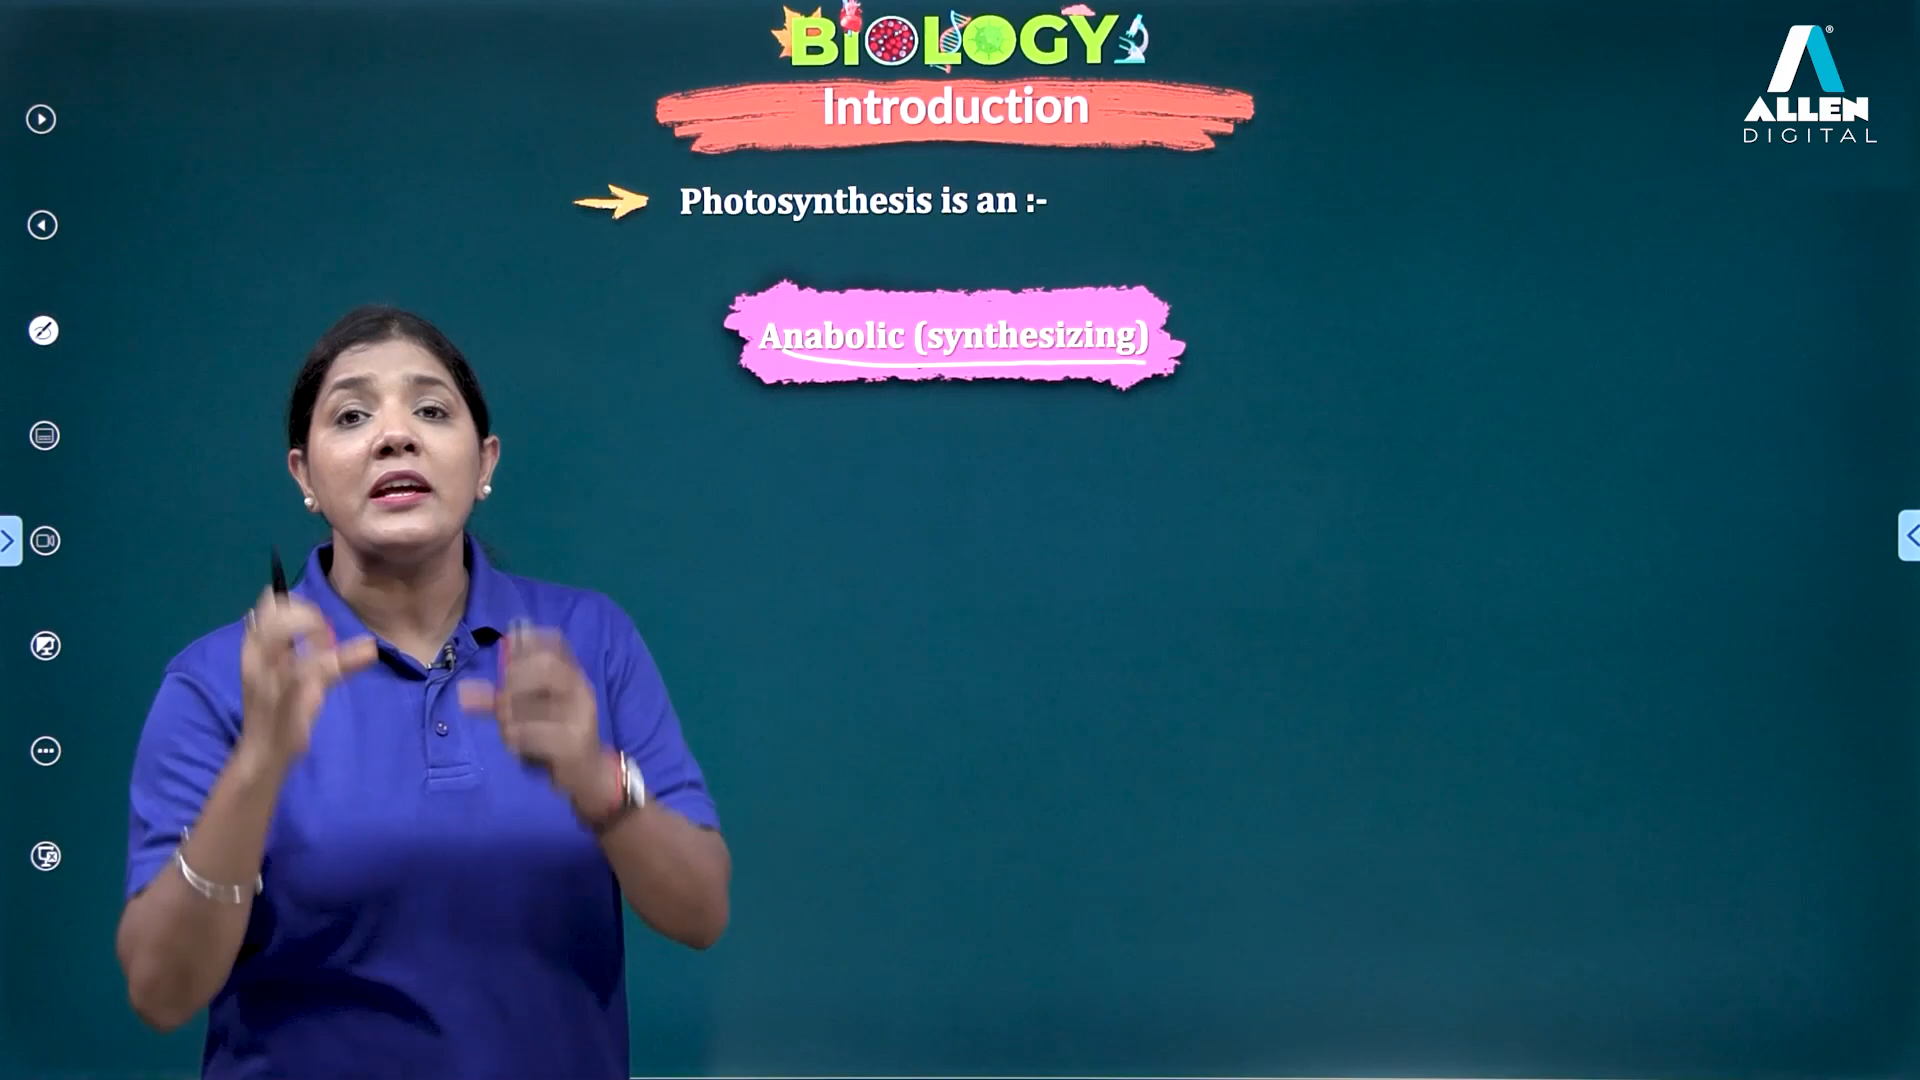 BIOLOGY
Introduction
Photosynthesis is an :-
Anabolic (synthesizing)
ALLEN
DIGITAL